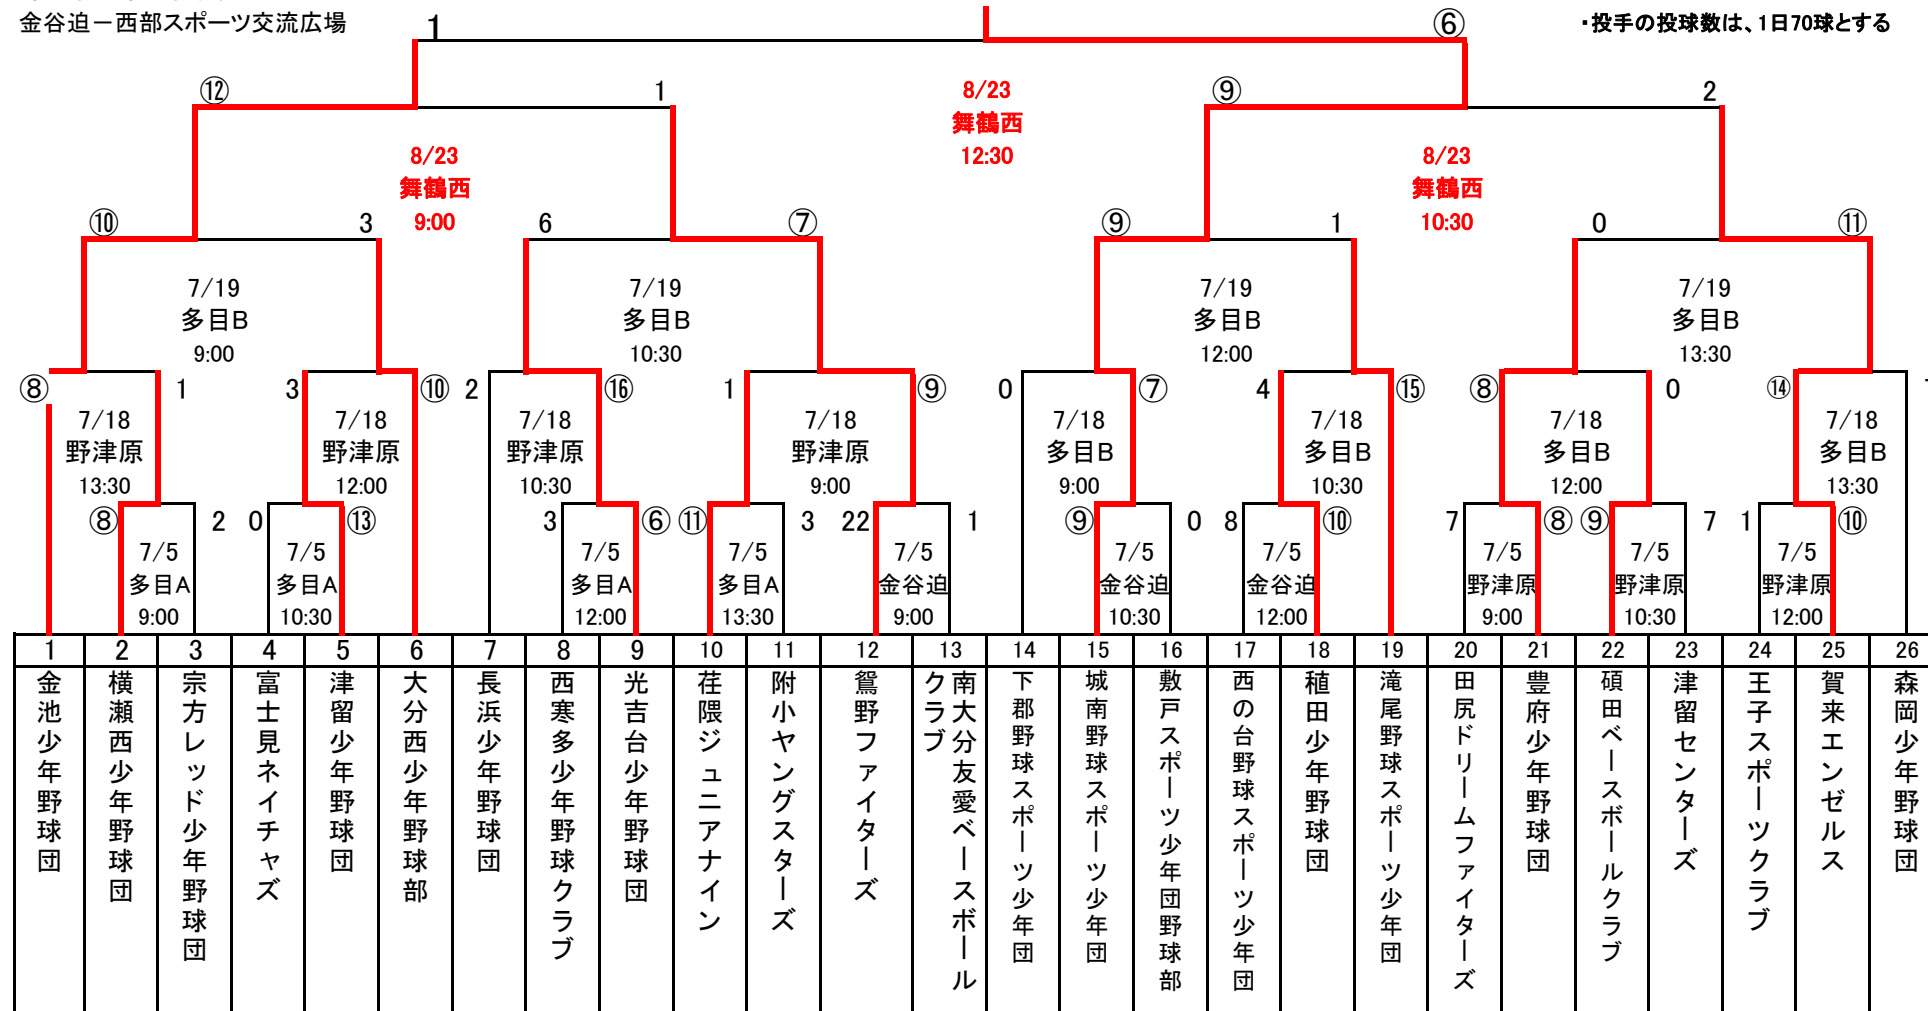 金谷迫－西部スポーツ交流広場
・投手の投球数は、1日70球とする
1
⑥
⑫
1
⑨
2
8/23
舞鶴西
12:30
8/23
舞鶴西
9:00
8/23
舞鶴西
10:30
⑩
3
6
⑦
⑨
1
0
⑪
7/19
多目B
9:00
7/19
多目B
10:30
7/19
多目B
12:00
7/19
多目B
13:30
⑧
1
3
⑩
2
⑯
1
⑨
0
⑦
4
⑮
⑧
0
⑭
7/18
野津原
13:30
7/18
野津原
12:00
7/18
野津原
10:30
7/18
野津原
9:00
7/18
多目B
9:00
7/18
多目B
10:30
7/18
多目B
12:00
7/18
多目B
13:30
⑧
2
0
⑬
3
⑥
⑪
3
22
1
⑨
0
8
⑩
7
⑧
⑨
7
1
⑩
7/5
多目A
9:00
7/5
多目A
10:30
7/5
多目A
12:00
7/5
多目A
13:30
7/5
金谷迫
9:00
7/5
金谷迫
10:30
7/5
金谷迫
12:00
7/5
野津原
9:00
7/5
野津原
10:30
7/5
野津原
12:00
1
2
3
4
5
6
7
8
9
10
11
12
13
14
15
16
17
18
19
20
21
22
23
24
25
26
金池少年野球団
横瀬西少年野球団
宗方レッド少年野球団
富士見ネイチャズ
津留少年野球団
大分西少年野球部
長浜少年野球団
西寒多少年野球クラブ
光吉台少年野球団
荏隈ジュニアナイン
附小ヤングスターズ
鴛野ファイターズ
南大分友愛ベースボール
クラブ
下郡野球スポーツ少年団
城南野球スポーツ少年団
敷戸スポーツ少年団野球部
西の台野球スポーツ少年団
稙田少年野球団
滝尾野球スポーツ少年団
田尻ドリームファイターズ
豊府少年野球団
碩田ベースボールクラブ
津留センターズ
王子スポーツクラブ
賀来エンゼルス
森岡少年野球団